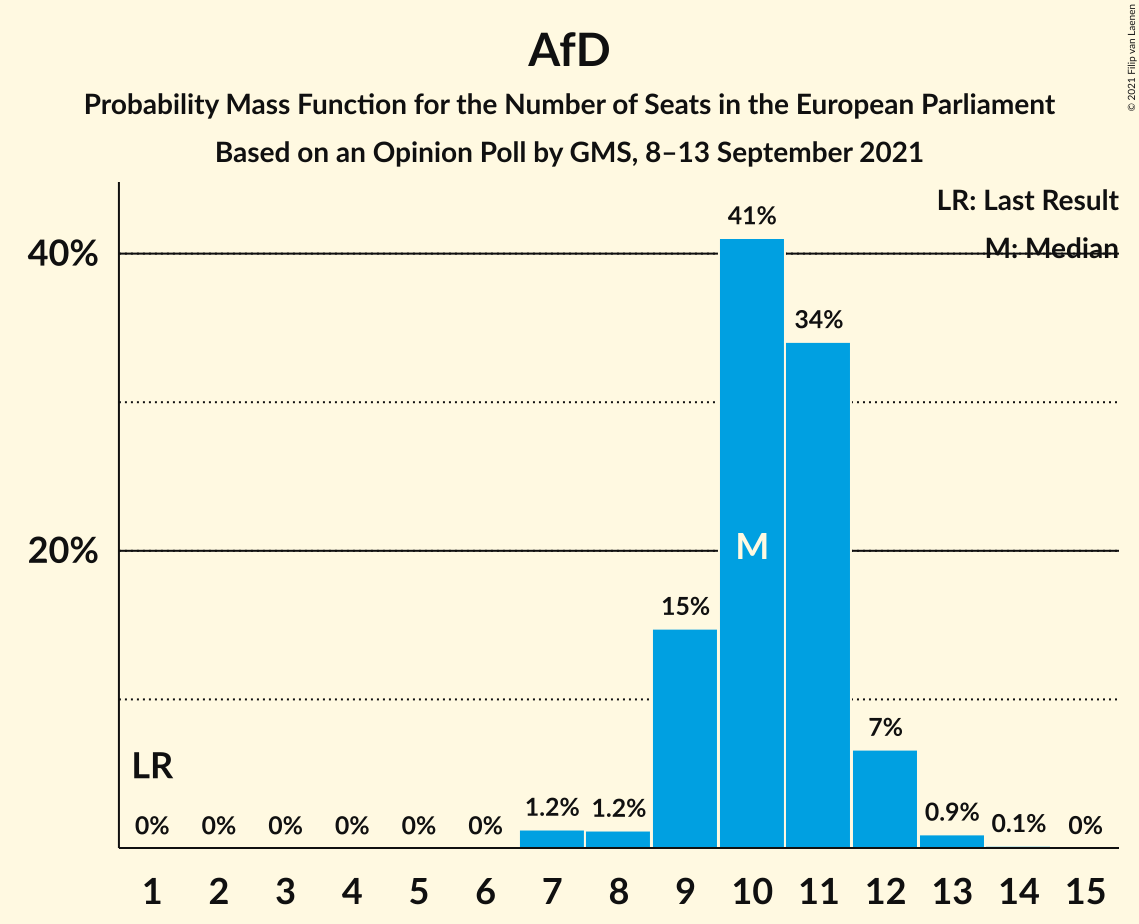 AfD
Probability Mass Function for the Number of Seats in the European Parliament
Based on an Opinion Poll by GMS, 8–13 September 2021
© 2021 Filip van Laenen
LR: Last Result
M: Median
40%
20%
41%
34%
M
15%
7%
LR
0% 0% 0% 0% 0% 0% 1.2% 1.2% 0.9% 0.1% 0%
1 2 3 4 5 6 7 8 9 10 11 12 13 14 15